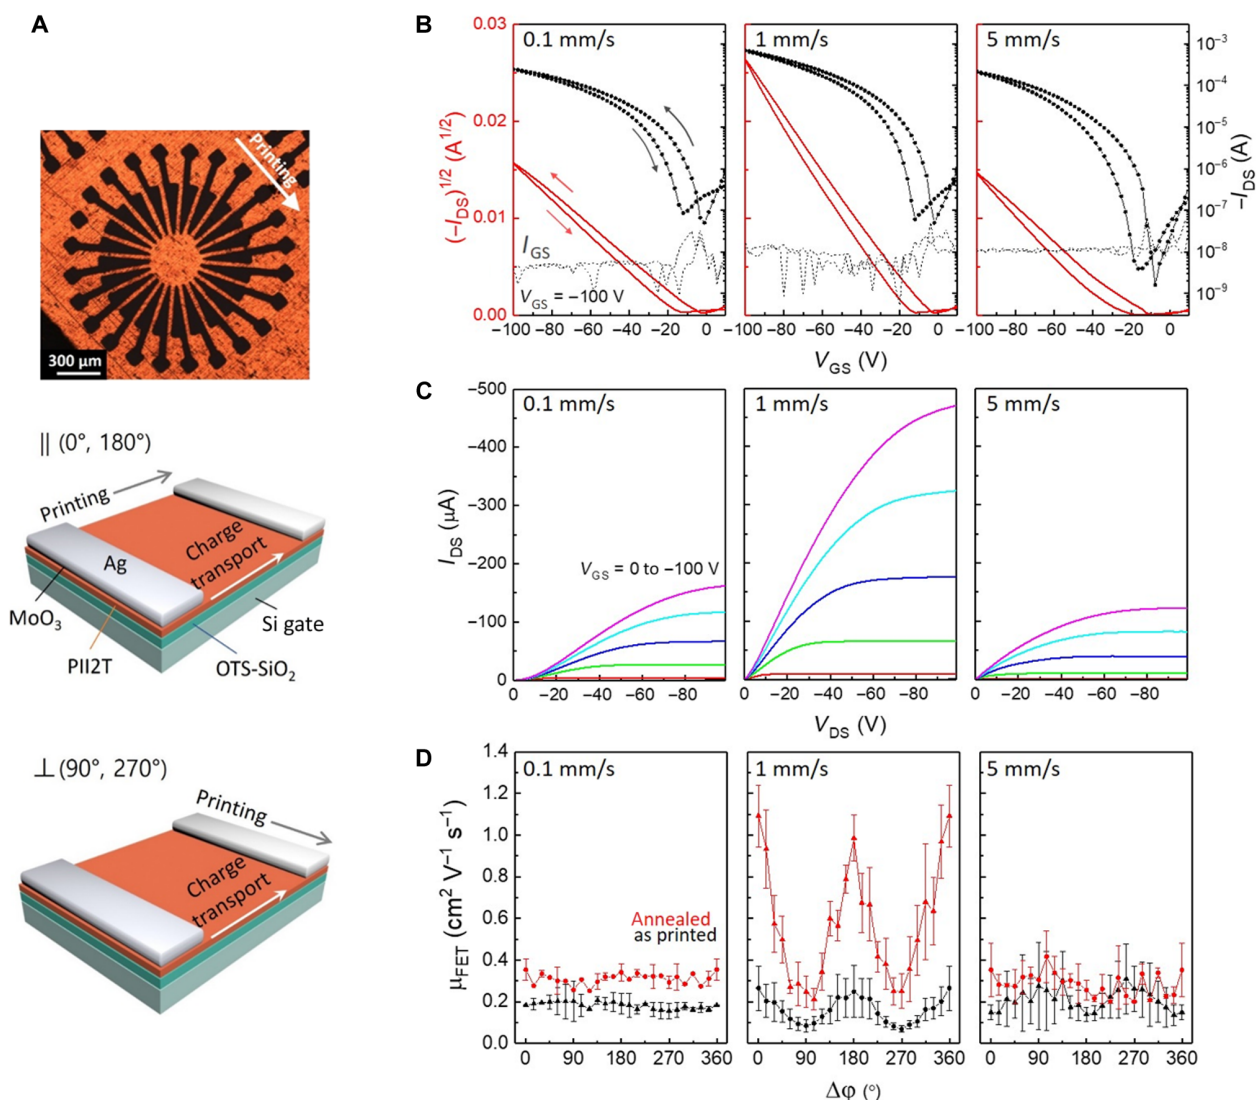 A
Printing
300 μm
|| (0°, 180°)
Printing
Charge
transport
Ag
MoO3
PII2T
Si gate
OTS-SiO2
⊥ (90°, 270°)
Printing
Charge
transport
B
0.1 mm/s
1 mm/s
5 mm/s
0.03
0.02
0.01
0.00
(−IDS)1/2 (A1/2)
IGS
VGS = −100 V
10−3
10−4
10−5
10−6
10−7
10−8
10−9
−IDS (A)
−100 −80 −60 −40 −20 0
−100 −80 −60 −40 −20 0
−100 −80 −60 −40 −20 0
VGS (V)
C
0.1 mm/s
1 mm/s
5 mm/s
−500
−400
−300
−200
−100
0
IDS (μA)
VGS = 0 to −100 V
0 −20 −40 −60 −80
−20 −40 −60 −80
0 −20 −40 −60 −80
VDS (V)
D
0.1 mm/s
1 mm/s
5 mm/s
1.4
1.2
1.0
0.8
0.6
0.4
0.2
0.0
μFET (cm2 V−1 s−1)
Annealed
as printed
0 90 180 270 360
0 90 180 270 360
0 90 180 270 360
Δφ (°)